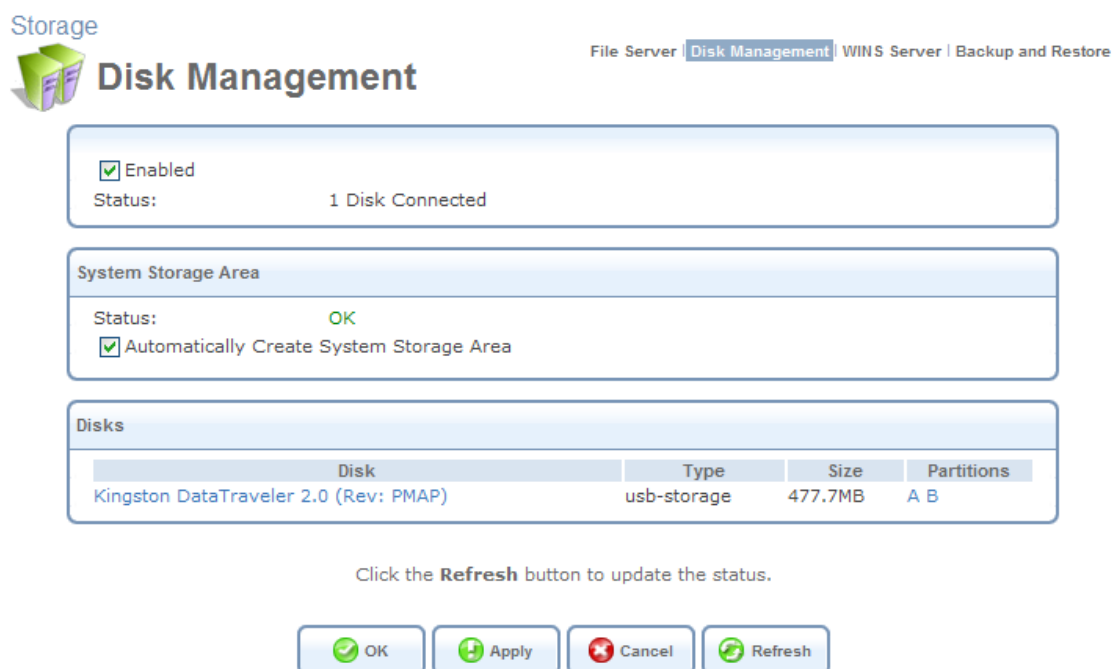 Storage
File Server | Disk Management | WINS Server | Backup and Restore
Disk Management
Enabled
Status: 1 Disk Connected
System Storage Area
Status: OK
Automatically Create System Storage Area
Disks
Disk Type Size Partitions
Kingston DataTraveler 2.0 (Rev: PMAP) usb-storage 477.7MB A B
Click the Refresh button to update the status.
OK Apply Cancel Refresh